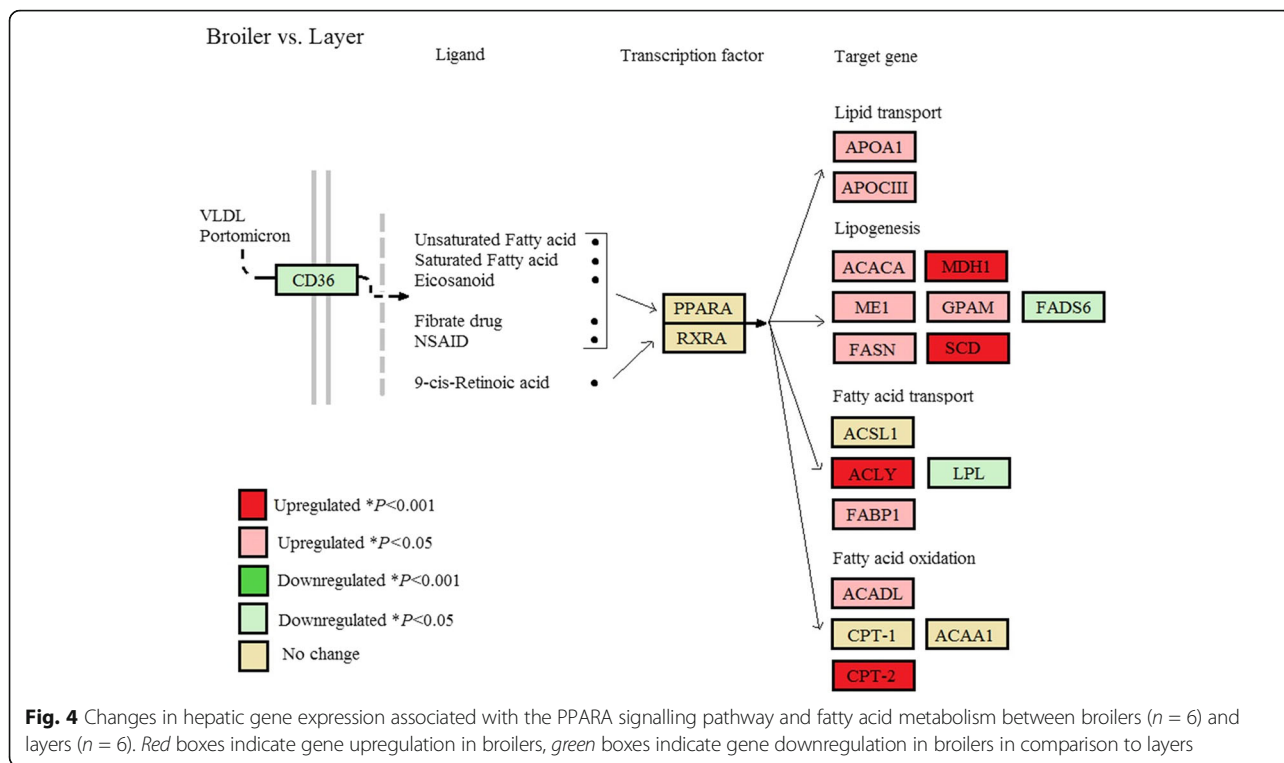 Broiler vs. Layer
Ligand
Transcription factor
Target gene
VLDL
Portomicron
CD36
Unsaturated Fatty acid
Saturated Fatty acid
Eicosanoid
Fibrate drug
NSAID
9-cis-Retinoic acid
PPARA
RXRA
Lipid transport
APOA1
APOCIII
Lipogenesis
ACACA MDH1
ME1 GPAM FADS6
FASN SCD
Fatty acid transport
ACSL1
ACLY LPL
FABP1
Fatty acid oxidation
ACADL
CPT-1 ACAA1
CPT-2
Upregulated *P<0.001
Upregulated *P<0.05
Downregulated *P<0.001
Downregulated *P<0.05
No change
Fig. 4 Changes in hepatic gene expression associated with the PPARA signalling pathway and fatty acid metabolism between broilers (n = 6) and
layers (n = 6). Red boxes indicate gene upregulation in broilers, green boxes indicate gene downregulation in broilers in comparison to layers